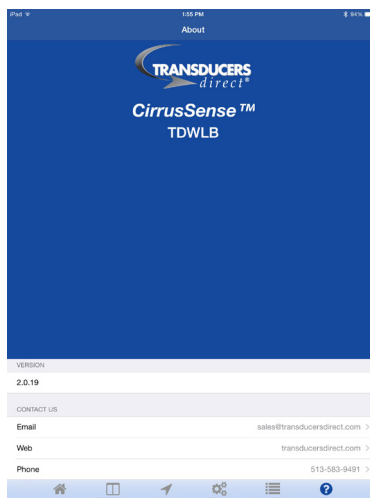 iPad 1:55 PM 94%
About
TRANSDUCERS
direct®
CirrusSense™
TDWLB
VERSION
2.0.19
CONTACT US
Email sales@transducersdirect.com >
Web transducersdirect.com >
Phone 513-583-9491 >
?